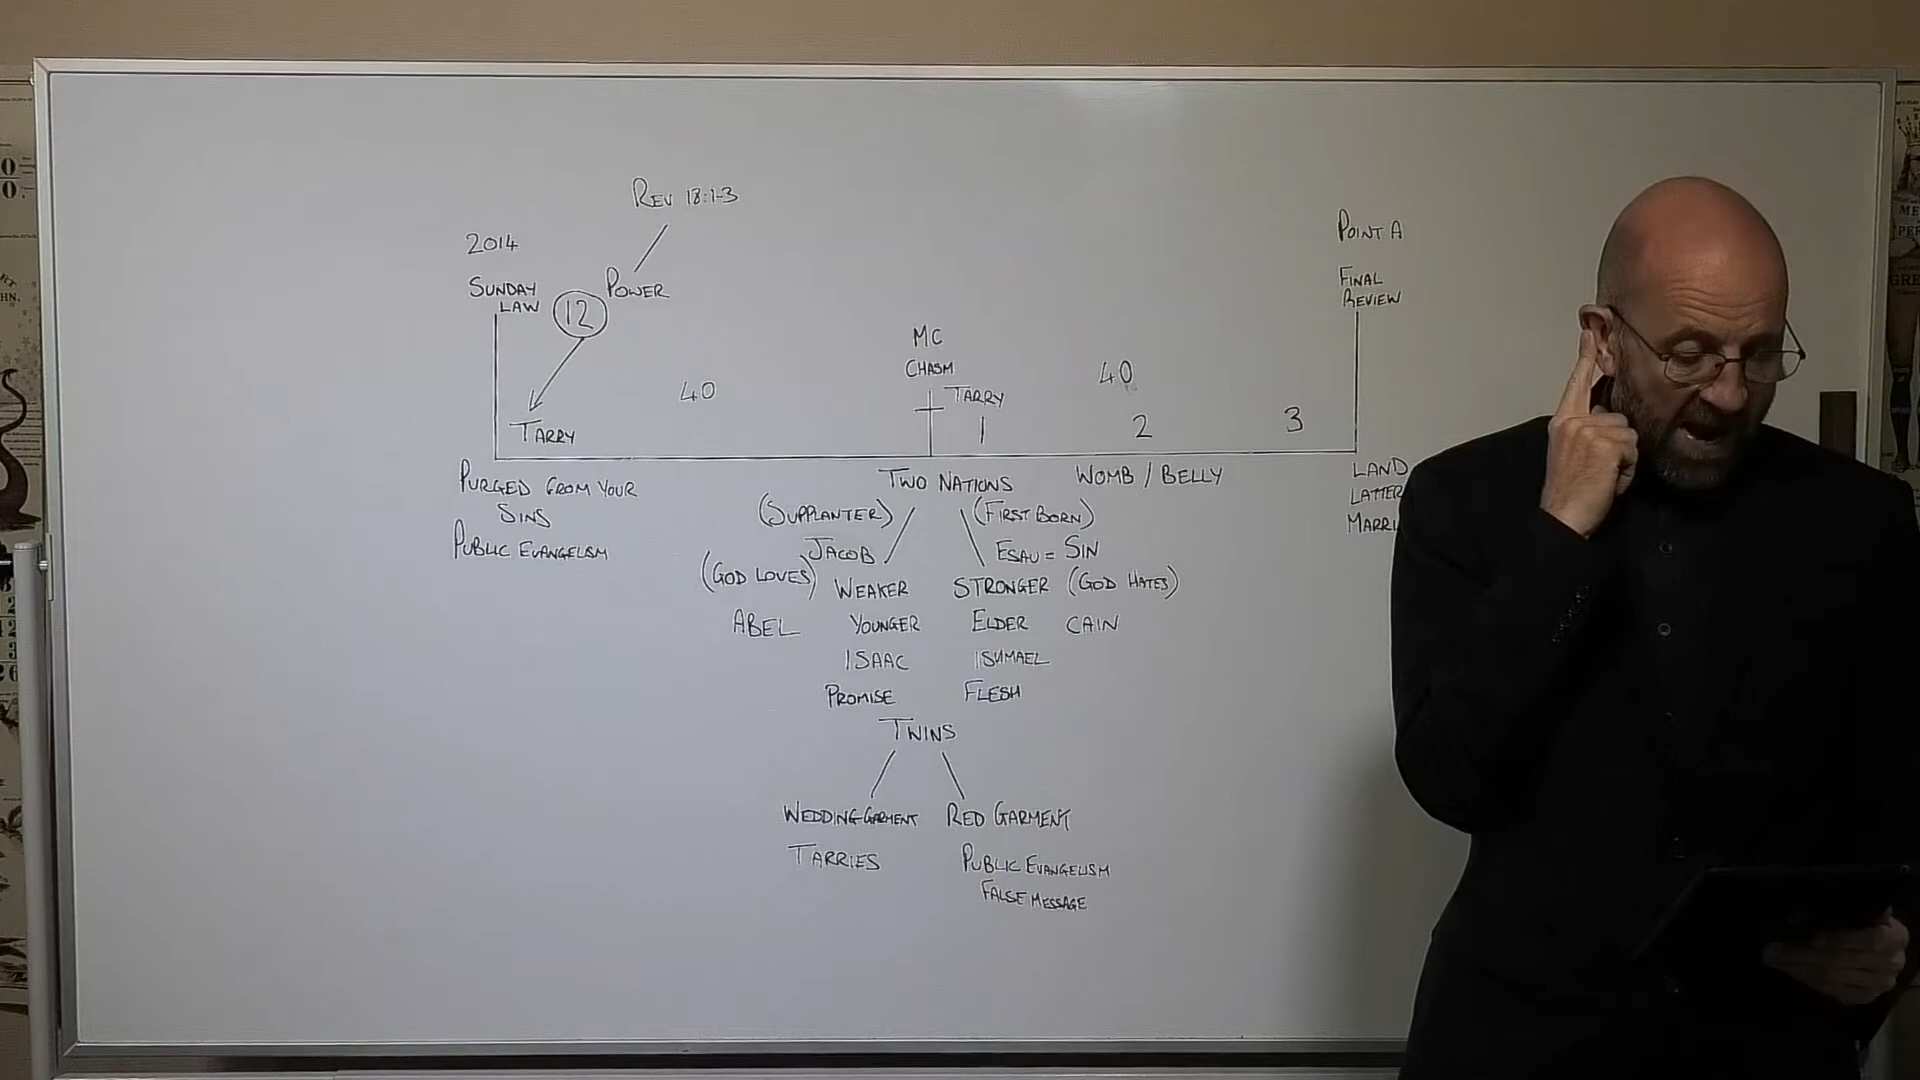 REV 18:1-3
2014
POINT A
SUNDAY
LAW
12
POWER
FINAL
REVIEW
MC
CHASM
40
40
TARRY
TARRY
1
2
3
PURGED FROM YOUR
SINS
PUBLIC EVANGELISM
TWO NATIONS
WOMB / BELLY
LAND
LATTER
(SUPPLANTER)
(FIRST BORN)
JACOB
ESAU = SIN
(GOD LOVES)
WEAKER
STRONGER
(GOD HATES)
ABEL
YOUNGER
ELDER
CAIN
ISAAC
ISHMAEL
PROMISE
FLESH
TWINS
WEDDING GARMENT
RED GARMENT
TARRIES
PUBLIC EVANGELISM
FALSE MESSAGE